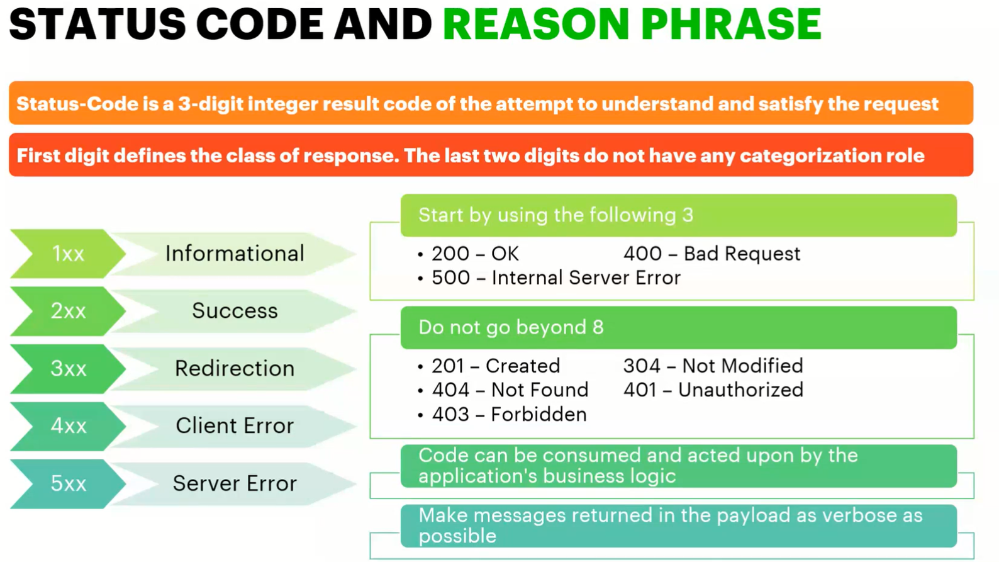 STATUS CODE AND REASON PHRASE
Status-Code is a 3-digit integer result code of the attempt to understand and satisfy the request
First digit defines the class of response. The last two digits do not have any categorization role
1xx Informational
2xx Success
3xx Redirection
4xx Client Error
5xx Server Error
Start by using the following 3
• 200 – OK 400 – Bad Request
• 500 – Internal Server Error
Do not go beyond 8
• 201 – Created 304 – Not Modified
• 404 – Not Found 401 – Unauthorized
• 403 – Forbidden
Code can be consumed and acted upon by the
application's business logic
Make messages returned in the payload as verbose as
possible